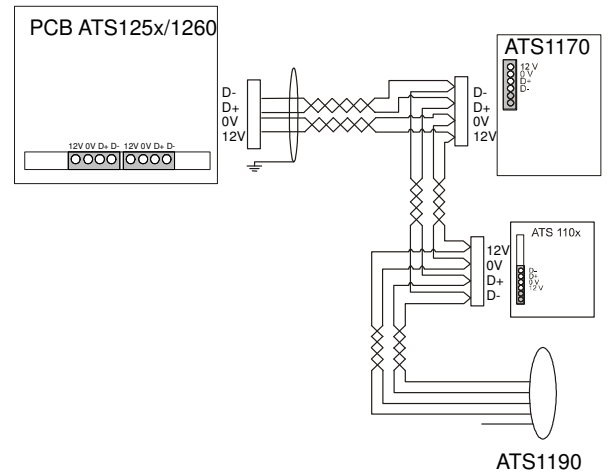 PCB ATS125x/1260
12V 0V D+ D- 12V 0V D+ D-
D-
D+
0V
12V
D-
D+
0V
12V
ATS1170
12 V
0 V
D+
D-
12V
0V
D+
D-
ATS 110x
D-
D+
0 V
12 V
ATS1190